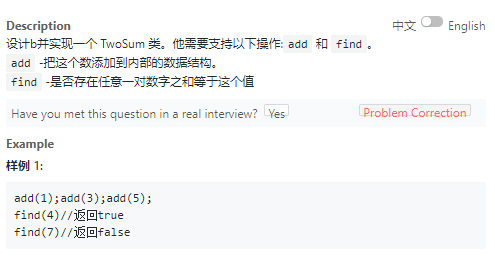 Description 中文 English
设计b并实现一个 TwoSum 类。他需要支持以下操作: add 和 find 。
add -把这个数添加到内部的数据结构。
find -是否存在任意一对数字之和等于这个值
Have you met this question in a real interview? Yes Problem Correction
Example
样例 1:
add(1);add(3);add(5);
find(4)//返回true
find(7)//返回false